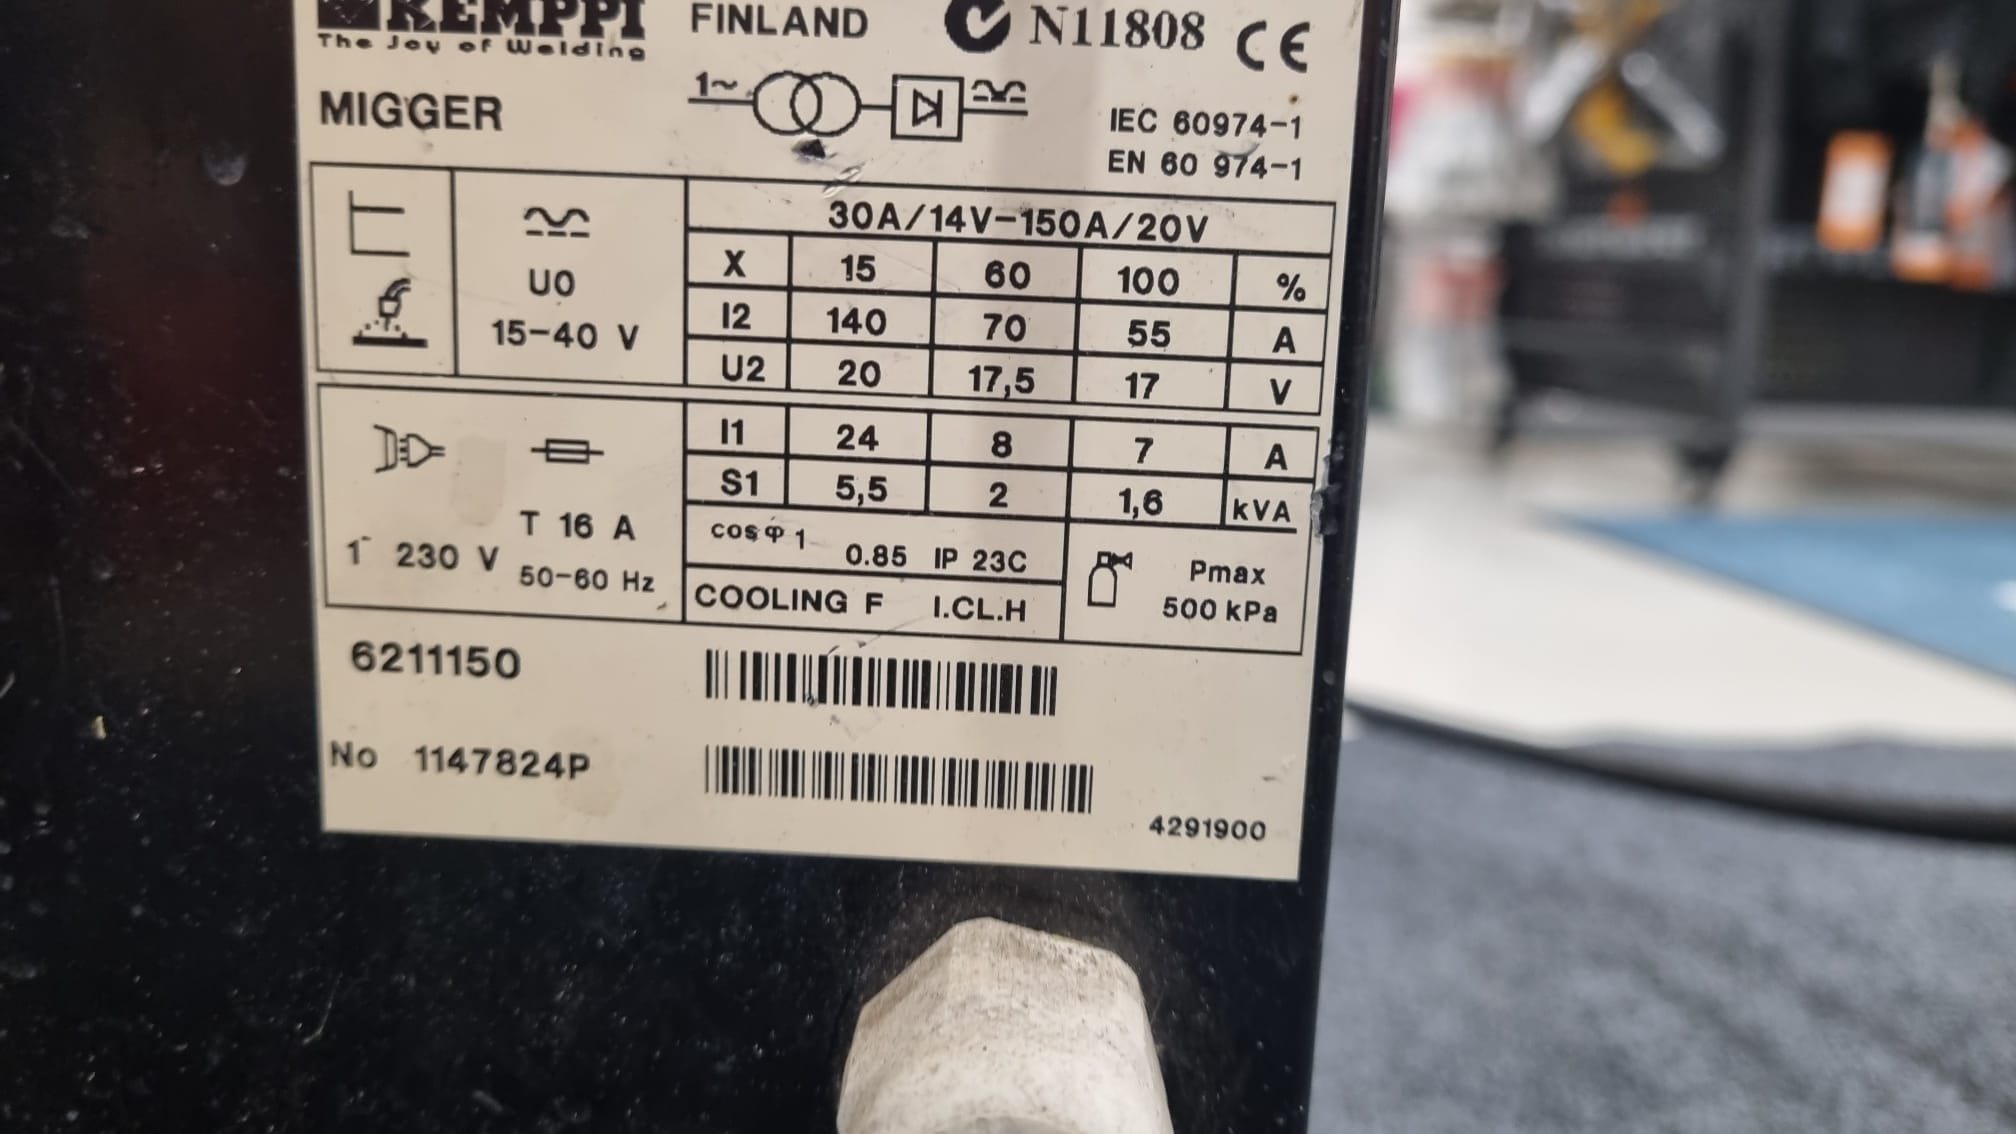 KEMPPI FINLAND N11808 CE
The Joy of Welding
MIGGER 1~ IEC 60974-1
EN 60 974-1
30A/14V-150A/20V
U0
15-40 V
X 15 60 100 %
I2 140 70 55 A
U2 20 17,5 17 V
I1 24 8 7 A
S1 5,5 2 1,6 kVA
T 16 A
1~ 230 V 50-60 Hz
cos φ 1 0.85 IP 23C
COOLING F I.CL.H
Pmax
500 kPa
6211150
No 1147824P
4291900